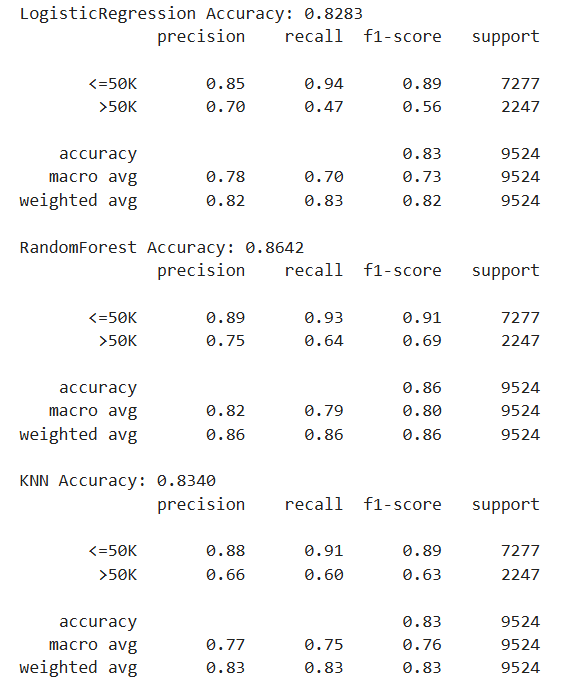 LogisticRegression Accuracy: 0.8283
precision recall f1-score support
<=50K 0.85 0.94 0.89 7277
>50K 0.70 0.47 0.56 2247
accuracy 0.83 9524
macro avg 0.78 0.70 0.73 9524
weighted avg 0.82 0.83 0.82 9524
RandomForest Accuracy: 0.8642
precision recall f1-score support
<=50K 0.89 0.93 0.91 7277
>50K 0.75 0.64 0.69 2247
accuracy 0.86 9524
macro avg 0.82 0.79 0.80 9524
weighted avg 0.86 0.86 0.86 9524
KNN Accuracy: 0.8340
precision recall f1-score support
<=50K 0.88 0.91 0.89 7277
>50K 0.66 0.60 0.63 2247
accuracy 0.83 9524
macro avg 0.77 0.75 0.76 9524
weighted avg 0.83 0.83 0.83 9524